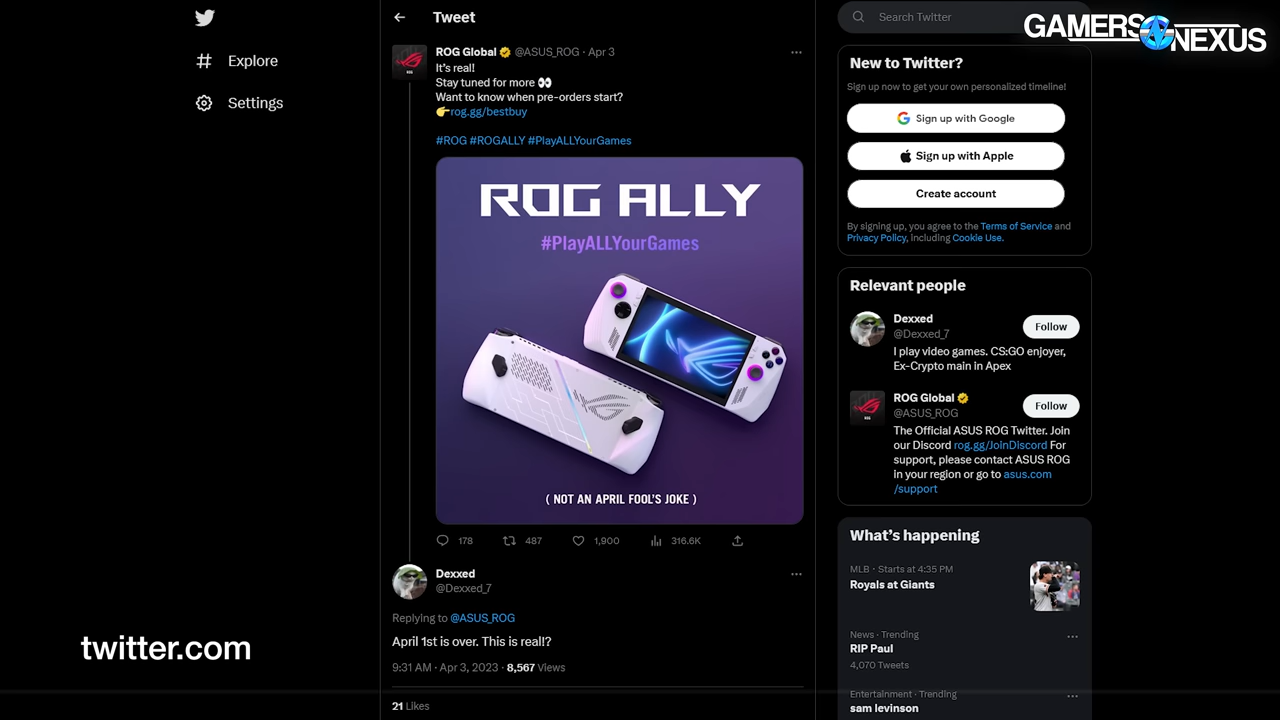 Explore
Settings
twitter.com
Tweet
ROG Global @ASUS_ROG · Apr 3
It's real!
Stay tuned for more 👀
Want to know when pre-orders start?
👉rog.gg/bestbuy
#ROG #ROGALLY #PlayALLYourGames
ROG ALLY
#PlayALLYourGames
( NOT AN APRIL FOOL'S JOKE )
178 487 1,900 316.6K
Dexxed
@Dexxed_7
Replying to @ASUS_ROG
April 1st is over. This is real!?
9:31 AM · Apr 3, 2023 · 8,567 Views
21 Likes
Search Twitter
GAMERS NEXUS
New to Twitter?
Sign up now to get your own personalized timeline!
Sign up with Google
Sign up with Apple
Create account
By signing up, you agree to the Terms of Service and
Privacy Policy, including Cookie Use.
Relevant people
Dexxed
@Dexxed_7
Follow
I play video games. CS:GO enjoyer,
Ex-Crypto main in Apex
ROG Global
@ASUS_ROG
Follow
The Official ASUS ROG Twitter. Join
our Discord rog.gg/JoinDiscord For
support, please contact ASUS ROG
in your region or go to asus.com
/support
What's happening
MLB · Starts at 4:35 PM
Royals at Giants
News · Trending
RIP Paul
4,070 Tweets
Entertainment · Trending
sam levinson